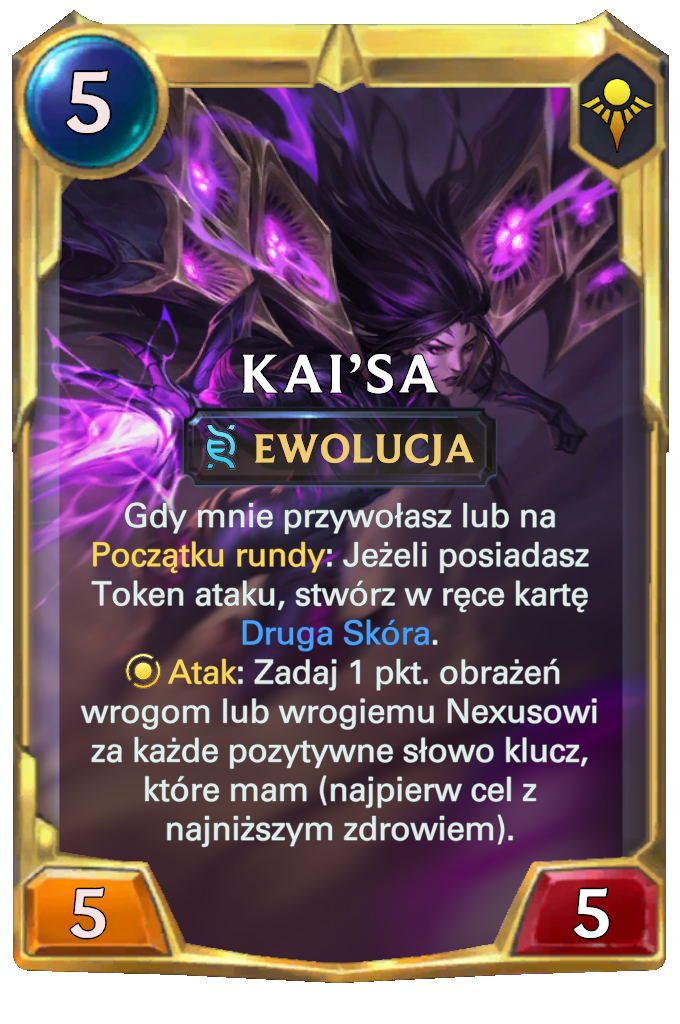 5
KAI'SA
EWOLUCJA
Gdy mnie przywołasz lub na
Początku rundy: Jeżeli posiadasz
Token ataku, stwórz w ręce kartę
Druga Skóra.
Atak: Zadaj 1 pkt. obrażeń
wrogom lub wrogiemu Nexusowi
za każde pozytywne słowo klucz,
które mam (najpierw cel z
najniższym zdrowiem).
5
5